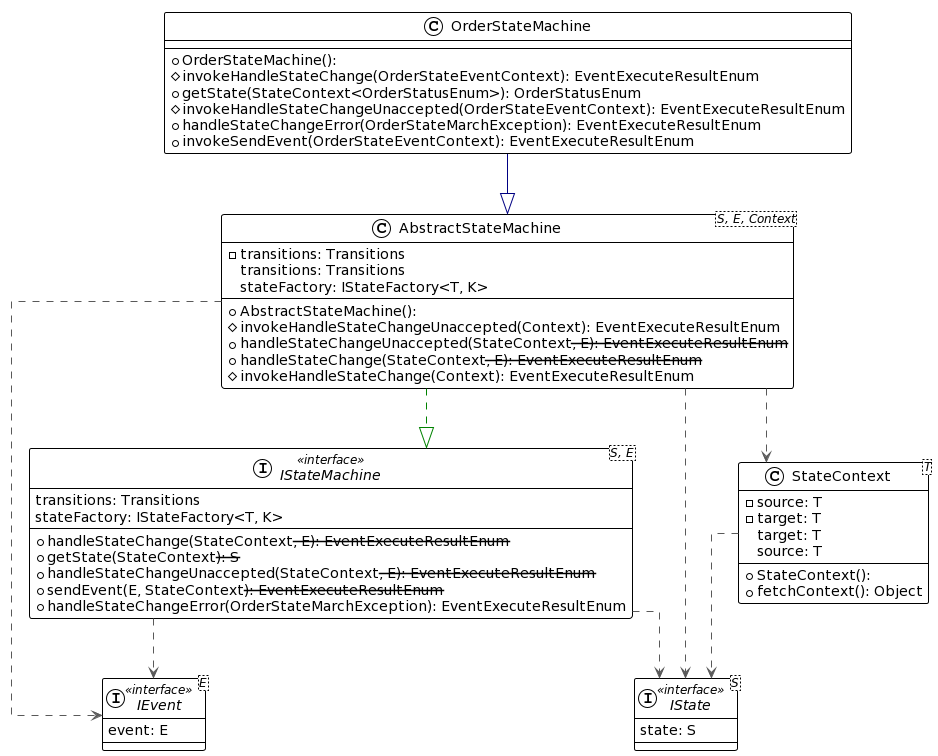 C OrderStateMachine
OrderStateMachine():
invokeHandleStateChange(OrderStateEventContext): EventExecuteResultEnum
getState(StateContext<OrderStatusEnum>): OrderStatusEnum
invokeHandleStateChangeUnaccepted(OrderStateEventContext): EventExecuteResultEnum
handleStateChangeError(OrderStateMarchException): EventExecuteResultEnum
invokeSendEvent(OrderStateEventContext): EventExecuteResultEnum
S, E, Context
C AbstractStateMachine
transitions: Transitions
transitions: Transitions
stateFactory: IStateFactory<T, K>
AbstractStateMachine():
invokeHandleStateChangeUnaccepted(Context): EventExecuteResultEnum
handleStateChangeUnaccepted(StateContext, E): EventExecuteResultEnum
handleStateChange(StateContext, E): EventExecuteResultEnum
invokeHandleStateChange(Context): EventExecuteResultEnum
S, E
«interface»
I IStateMachine
transitions: Transitions
stateFactory: IStateFactory<T, K>
handleStateChange(StateContext, E): EventExecuteResultEnum
getState(StateContext): S
handleStateChangeUnaccepted(StateContext, E): EventExecuteResultEnum
sendEvent(E, StateContext): EventExecuteResultEnum
handleStateChangeError(OrderStateMarchException): EventExecuteResultEnum
T
C StateContext
source: T
target: T
target: T
source: T
StateContext():
fetchContext(): Object
E
«interface»
I IEvent
event: E
S
«interface»
I IState
state: S